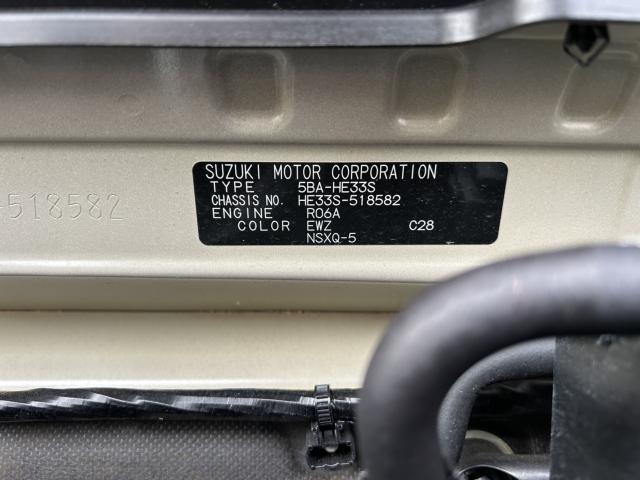 SUZUKI MOTOR CORPORATION
TYPE 5BA-HE33S
CHASSIS NO. HE33S-518582
ENGINE R06A
COLOR EWZ C28
NSXQ-5
-518582